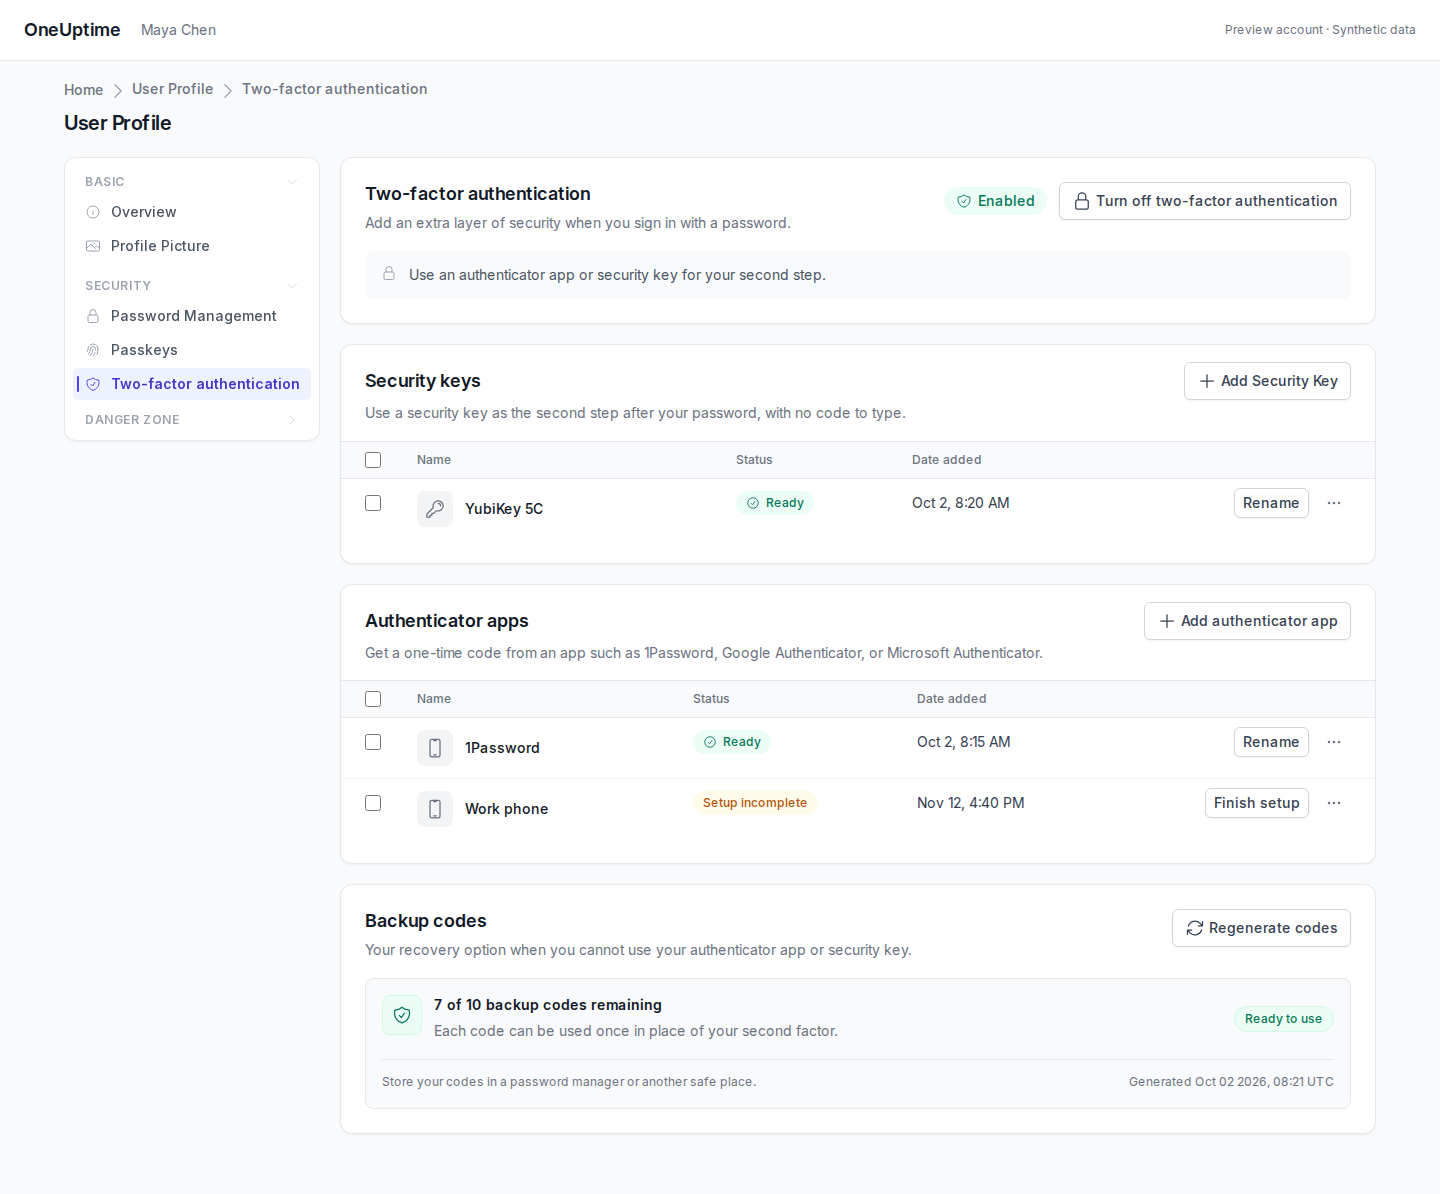 OneUptime
Maya Chen
Preview account · Synthetic data
Home
User Profile
Two-factor authentication
User Profile
BASIC
Overview
Profile Picture
SECURITY
Password Management
Passkeys
Two-factor authentication
DANGER ZONE
Two-factor authentication
Enabled
Turn off two-factor authentication
Add an extra layer of security when you sign in with a password.
Use an authenticator app or security key for your second step.
Security keys
Add Security Key
Use a security key as the second step after your password, with no code to type.
Name Status Date added
YubiKey 5C Ready Oct 2, 8:20 AM Rename
Authenticator apps
Add authenticator app
Get a one-time code from an app such as 1Password, Google Authenticator, or Microsoft Authenticator.
Name Status Date added
1Password Ready Oct 2, 8:15 AM Rename
Work phone Setup incomplete Nov 12, 4:40 PM Finish setup
Backup codes
Regenerate codes
Your recovery option when you cannot use your authenticator app or security key.
7 of 10 backup codes remaining
Each code can be used once in place of your second factor.
Ready to use
Store your codes in a password manager or another safe place.
Generated Oct 02 2026, 08:21 UTC